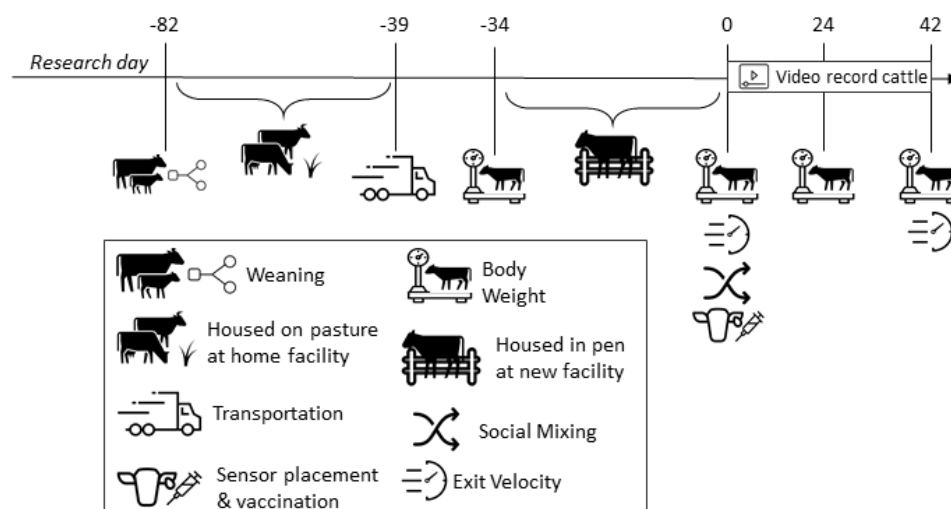 -82 -39 -34 0 24 42
Research day
Video record cattle
Weaning
Body
Weight
Housed on pasture
at home facility
Housed in pen
at new facility
Transportation
Social Mixing
Sensor placement
& vaccination
Exit Velocity